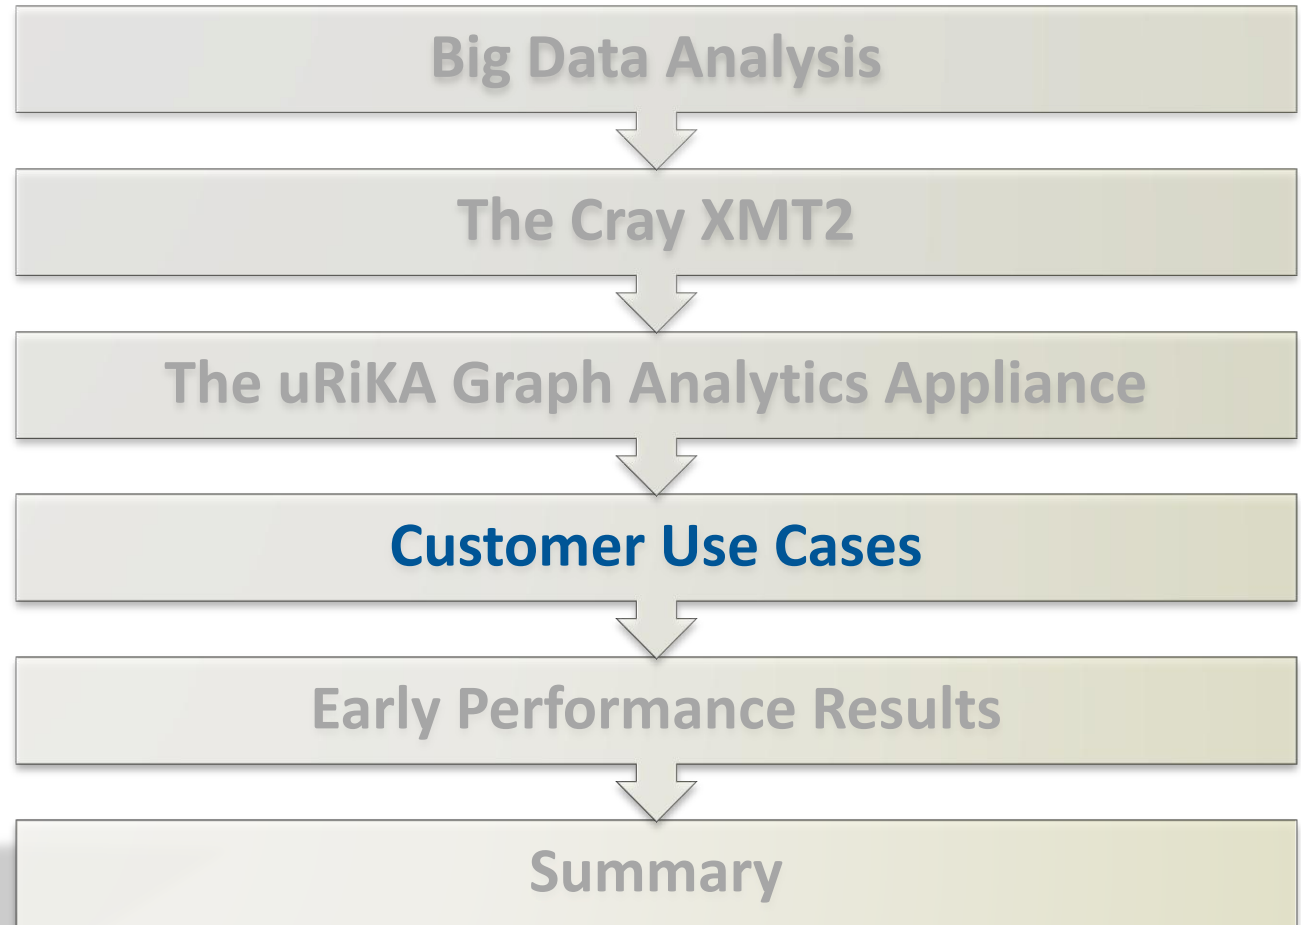 Big Data Analysis
The Cray XMT2
The uRiKA Graph Analytics Appliance
Customer Use Cases
Early Performance Results
Summary